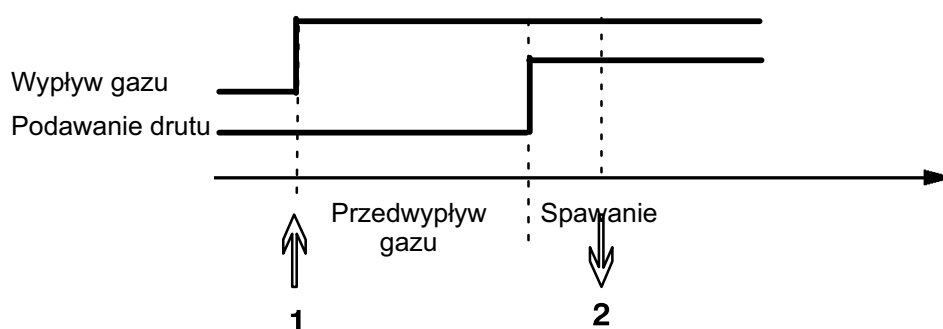 Wypływ gazu
Podawanie drutu
Przedwypływ
gazu
Spawanie
1
2